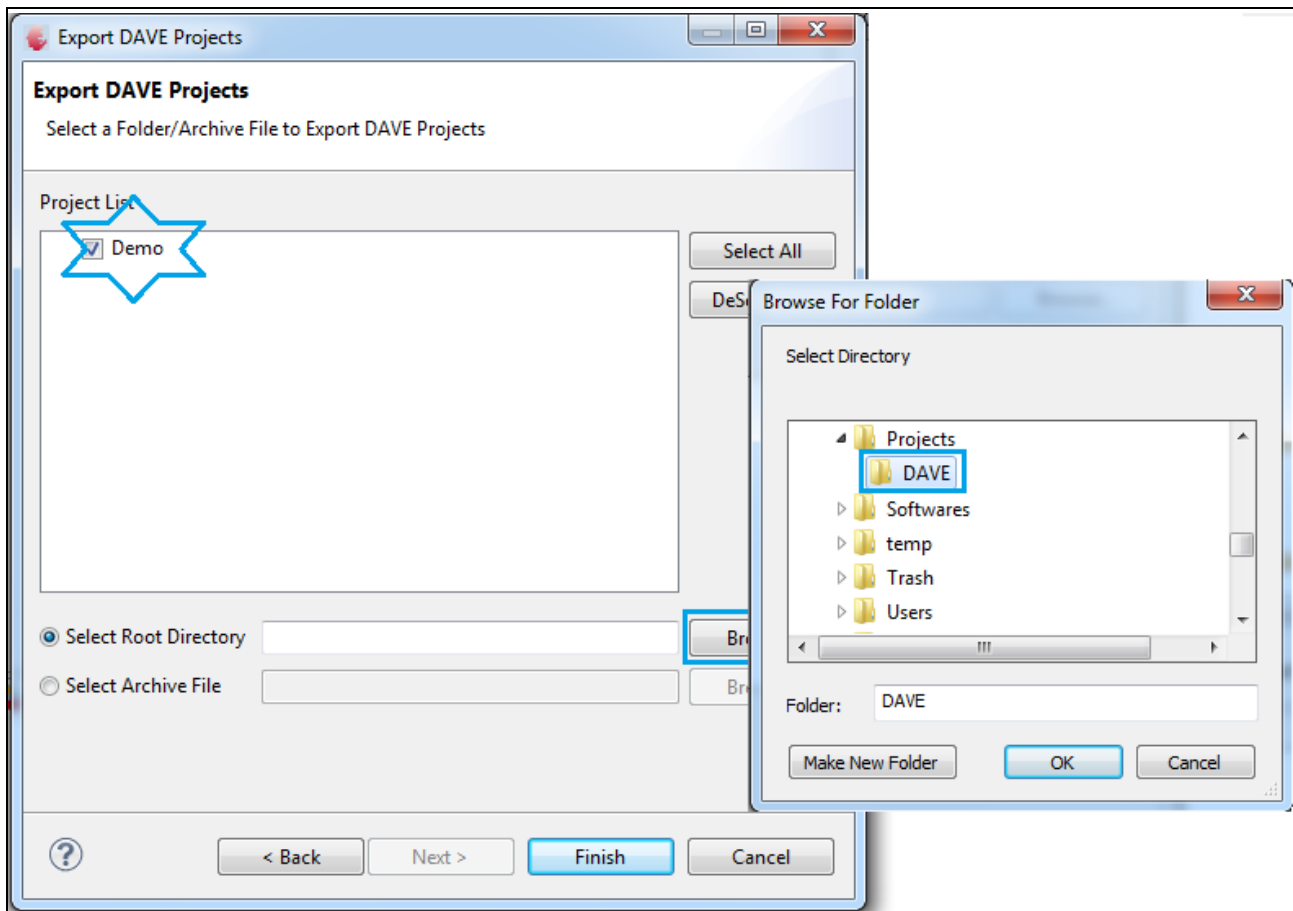 Export DAVE Projects
Export DAVE Projects
Select a Folder/Archive File to Export DAVE Projects
Project List
Demo
Select All
Select Root Directory
Select Archive File
< Back Next > Finish Cancel
Browse For Folder
Select Directory
Projects
DAVE
Softwares
temp
Trash
Users
Folder: DAVE
Make New Folder OK Cancel